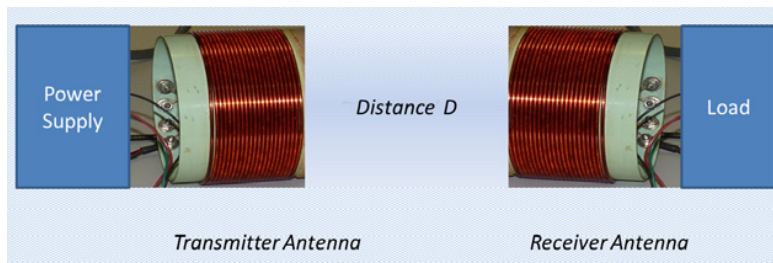 Power
Supply
Distance D
Load
Transmitter Antenna
Receiver Antenna